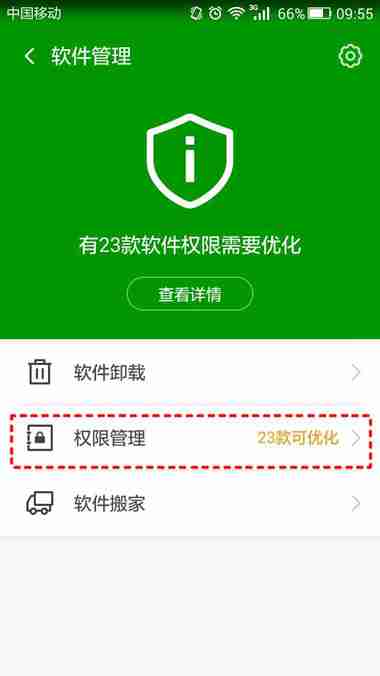 中国移动 3G 66% 09:55
软件管理
有23款软件权限需要优化
查看详情
软件卸载
权限管理 23款可优化
软件搬家